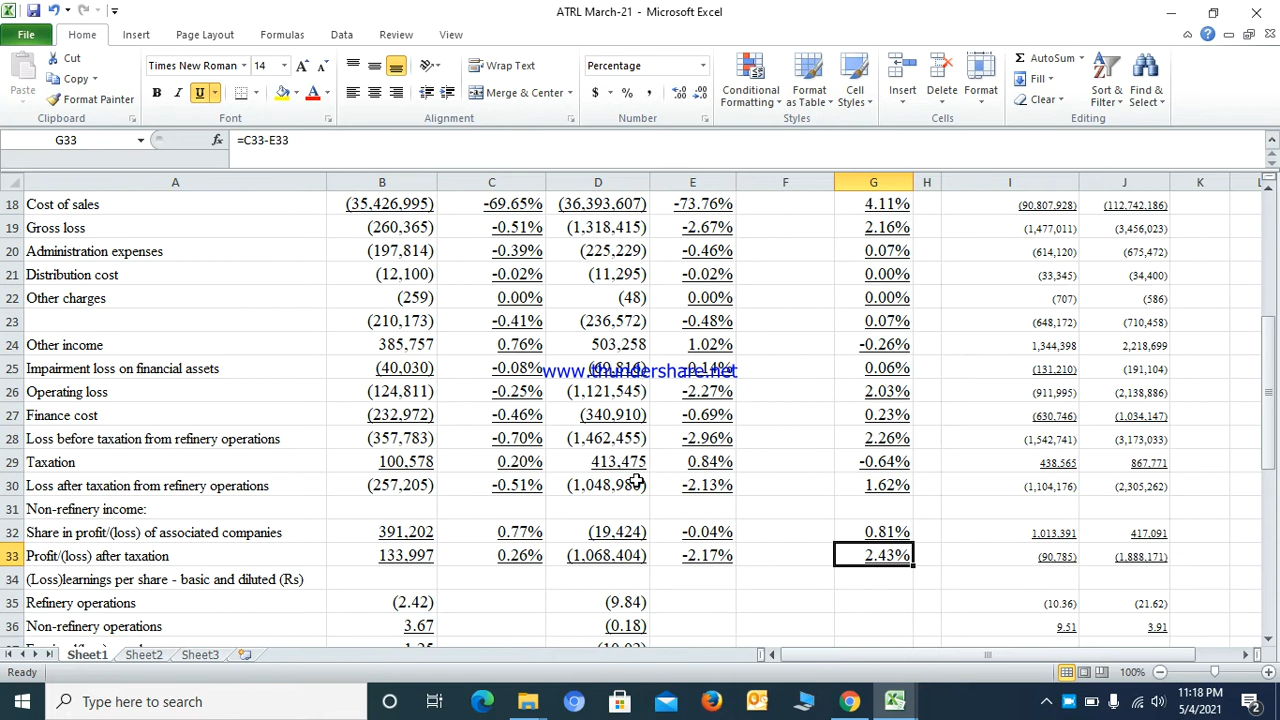 ATRL March-21 - Microsoft Excel
File Home Insert Page Layout Formulas Data Review View
Cut
Copy
Paste
Format Painter
Clipboard
Times New Roman 14
B I U A
Font
Wrap Text
Merge & Center
Alignment
Percentage
$ % ,
Number
Conditional Formatting
Format as Table
Cell Styles
Styles
Insert Delete Format
Cells
AutoSum
Fill
Clear
Sort & Filter
Find & Select
Editing
G33 fx =C33-E33
A B C D E F G H I J K L
18 Cost of sales (35,426,995) -69.65% (36,393,607) -73.76% 4.11% (90,807,928) (112,742,186)
19 Gross loss (260,365) -0.51% (1,318,415) -2.67% 2.16% (1,477,011) (3,456,023)
20 Administration expenses (197,814) -0.39% (225,229) -0.46% 0.07% (614,120) (675,472)
21 Distribution cost (12,100) -0.02% (11,295) -0.02% 0.00% (33,345) (34,400)
22 Other charges (259) 0.00% (48) 0.00% 0.00% (707) (586)
23 (210,173) -0.41% (236,572) -0.48% 0.07% (648,172) (710,458)
24 Other income 385,757 0.76% 503,258 1.02% -0.26% 1,344,398 2,218,699
25 Impairment loss on financial assets (40,030) -0.08% 0.06% (131,210) (191,104)
www.thundershare.net
26 Operating loss (124,811) -0.25% (1,121,545) -2.27% 2.03% (911,995) (2,138,886)
27 Finance cost (232,972) -0.46% (340,910) -0.69% 0.23% (630,746) (1,034,147)
28 Loss before taxation from refinery operations (357,783) -0.70% (1,462,455) -2.96% 2.26% (1,542,741) (3,173,033)
29 Taxation 100,578 0.20% 413,475 0.84% -0.64% 438,565 867,771
30 Loss after taxation from refinery operations (257,205) -0.51% -2.13% 1.62% (1,104,176) (2,305,262)
31 Non-refinery income:
32 Share in profit/(loss) of associated companies 391,202 0.77% (19,424) -0.04% 0.81% 1,013,391 417,091
33 Profit/(loss) after taxation 133,997 0.26% (1,068,404) -2.17% 2.43% (90,785) (1,888,171)
34 (Loss)learnings per share - basic and diluted (Rs)
35 Refinery operations (2.42) (9.84) (10.36) (21.62)
36 Non-refinery operations 3.67 (0.18) 9.51 3.91
Sheet1 Sheet2 Sheet3
Ready 100%
Type here to search
11:18 PM
5/4/2021
2